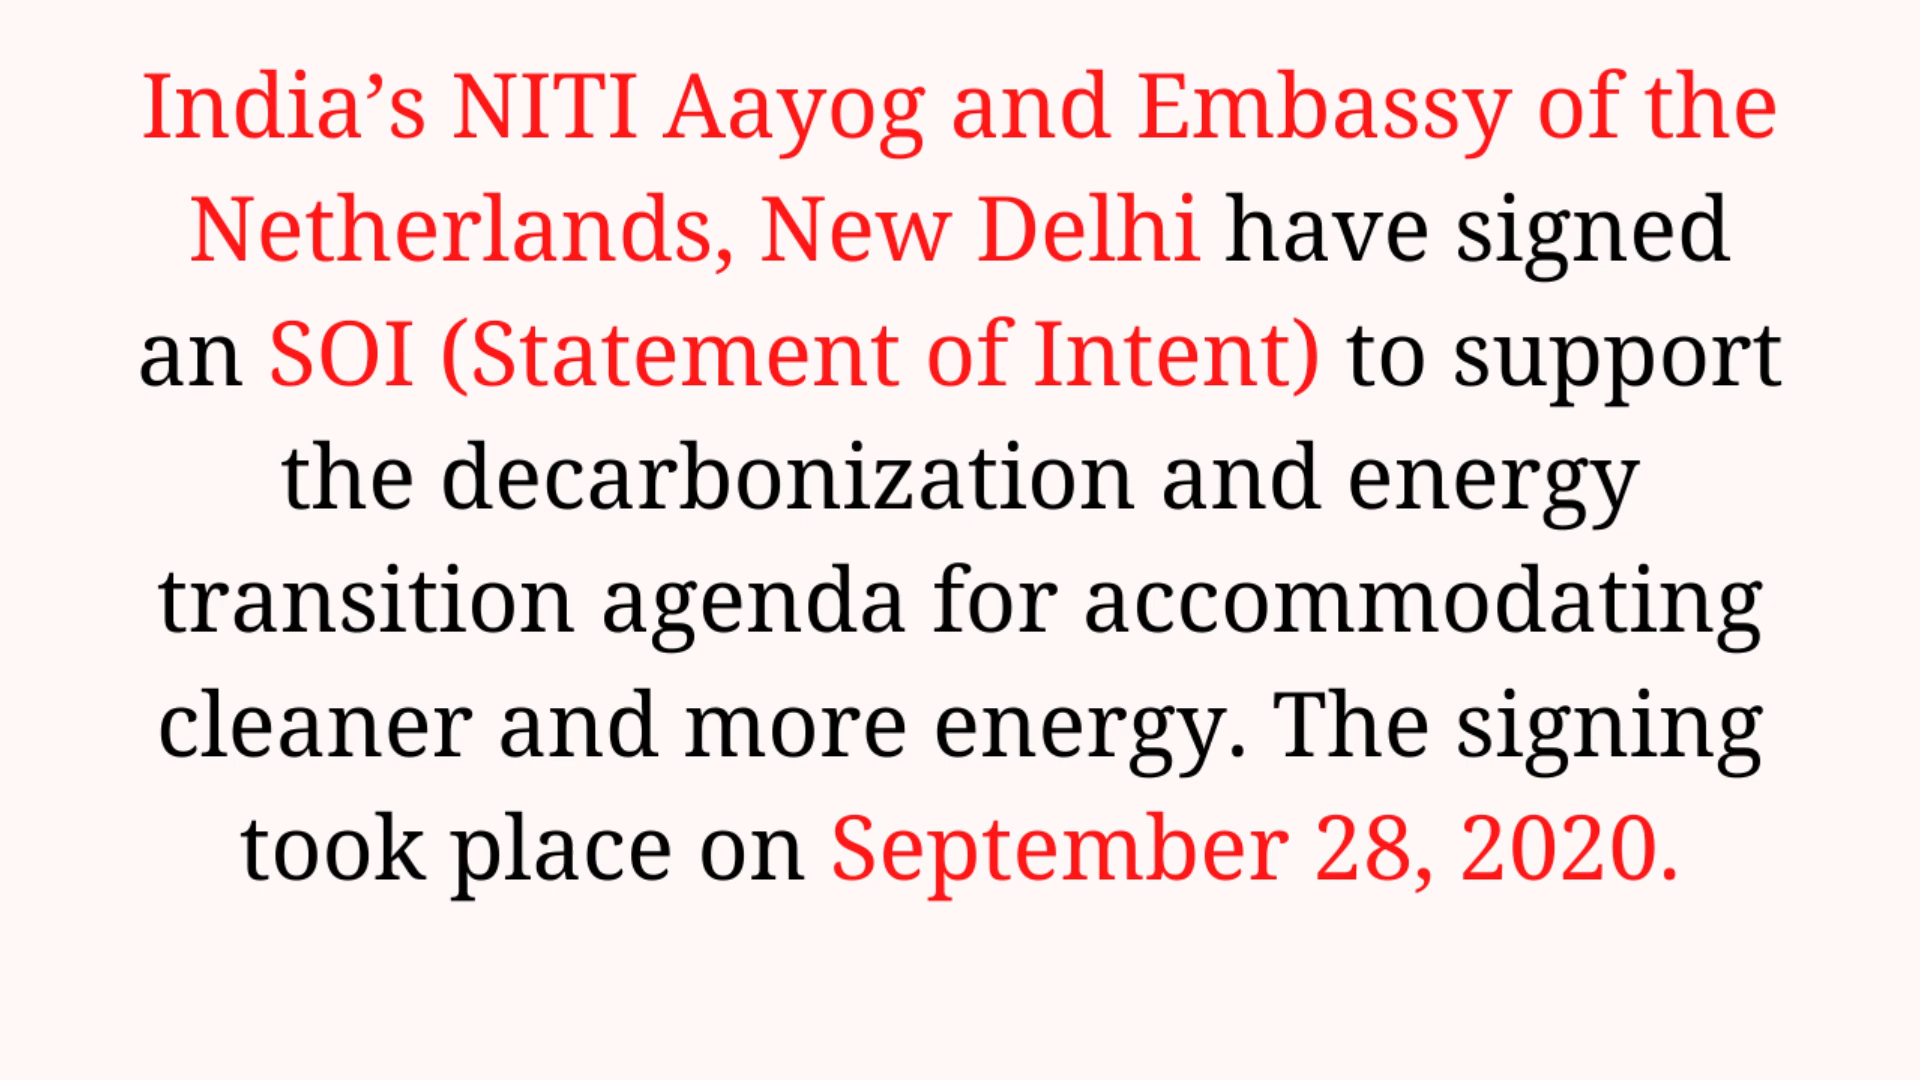 India’s NITI Aayog and Embassy of the
Netherlands, New Delhi have signed
an SOI (Statement of Intent) to support
the decarbonization and energy
transition agenda for accommodating
cleaner and more energy. The signing
took place on September 28, 2020.